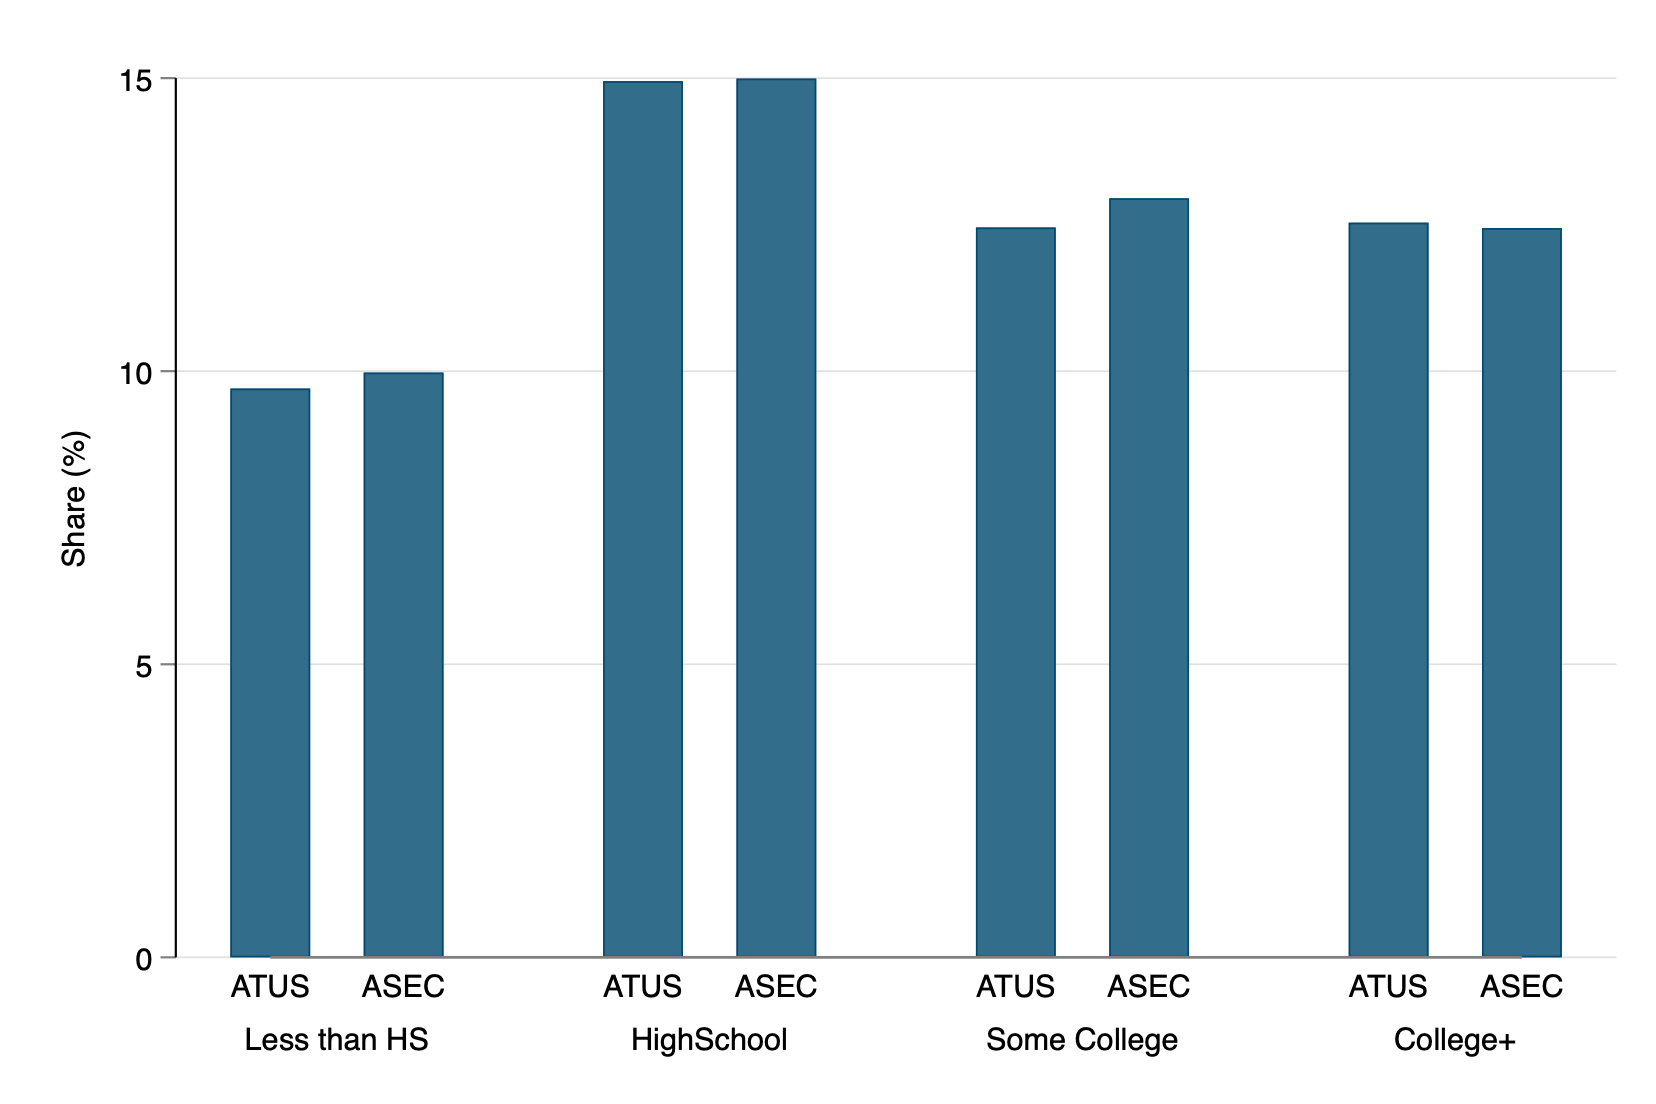 15
10
5
0
Share (%)
ATUS ASEC ATUS ASEC ATUS ASEC ATUS ASEC
Less than HS HighSchool Some College College+